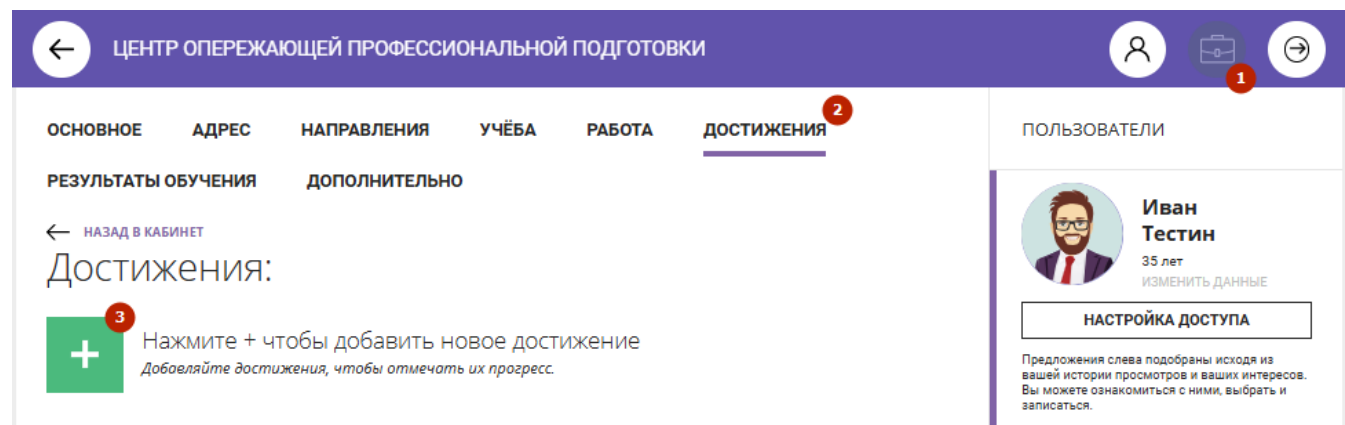 ЦЕНТР ОПЕРЕЖАЮЩЕЙ ПРОФЕССИОНАЛЬНОЙ ПОДГОТОВКИ
1
2
ОСНОВНОЕ АДРЕС НАПРАВЛЕНИЯ УЧЁБА РАБОТА ДОСТИЖЕНИЯ
РЕЗУЛЬТАТЫ ОБУЧЕНИЯ ДОПОЛНИТЕЛЬНО
НАЗАД В КАБИНЕТ
Достижения:
3
+
Нажмите + чтобы добавить новое достижение
Добавляйте достижения, чтобы отмечать их прогресс.
ПОЛЬЗОВАТЕЛИ
Иван
Тестин
35 лет
ИЗМЕНИТЬ ДАННЫЕ
НАСТРОЙКА ДОСТУПА
Предложения слева подобраны исходя из
вашей истории просмотров и ваших интересов.
Вы можете ознакомиться с ними, выбрать и
записаться.